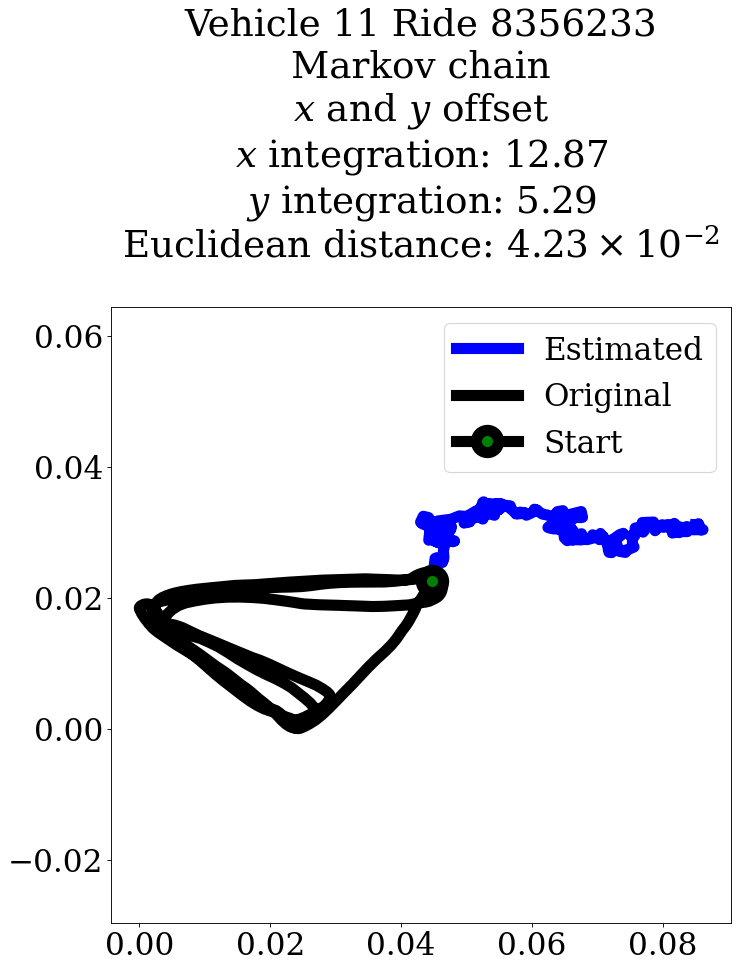 Vehicle 11 Ride 8356233
Markov chain
x and y offset
x integration: 12.87
y integration: 5.29
Euclidean distance: 4.23 × 10⁻²
Estimated
Original
Start
0.06
0.04
0.02
0.00
−0.02
0.00 0.02 0.04 0.06 0.08